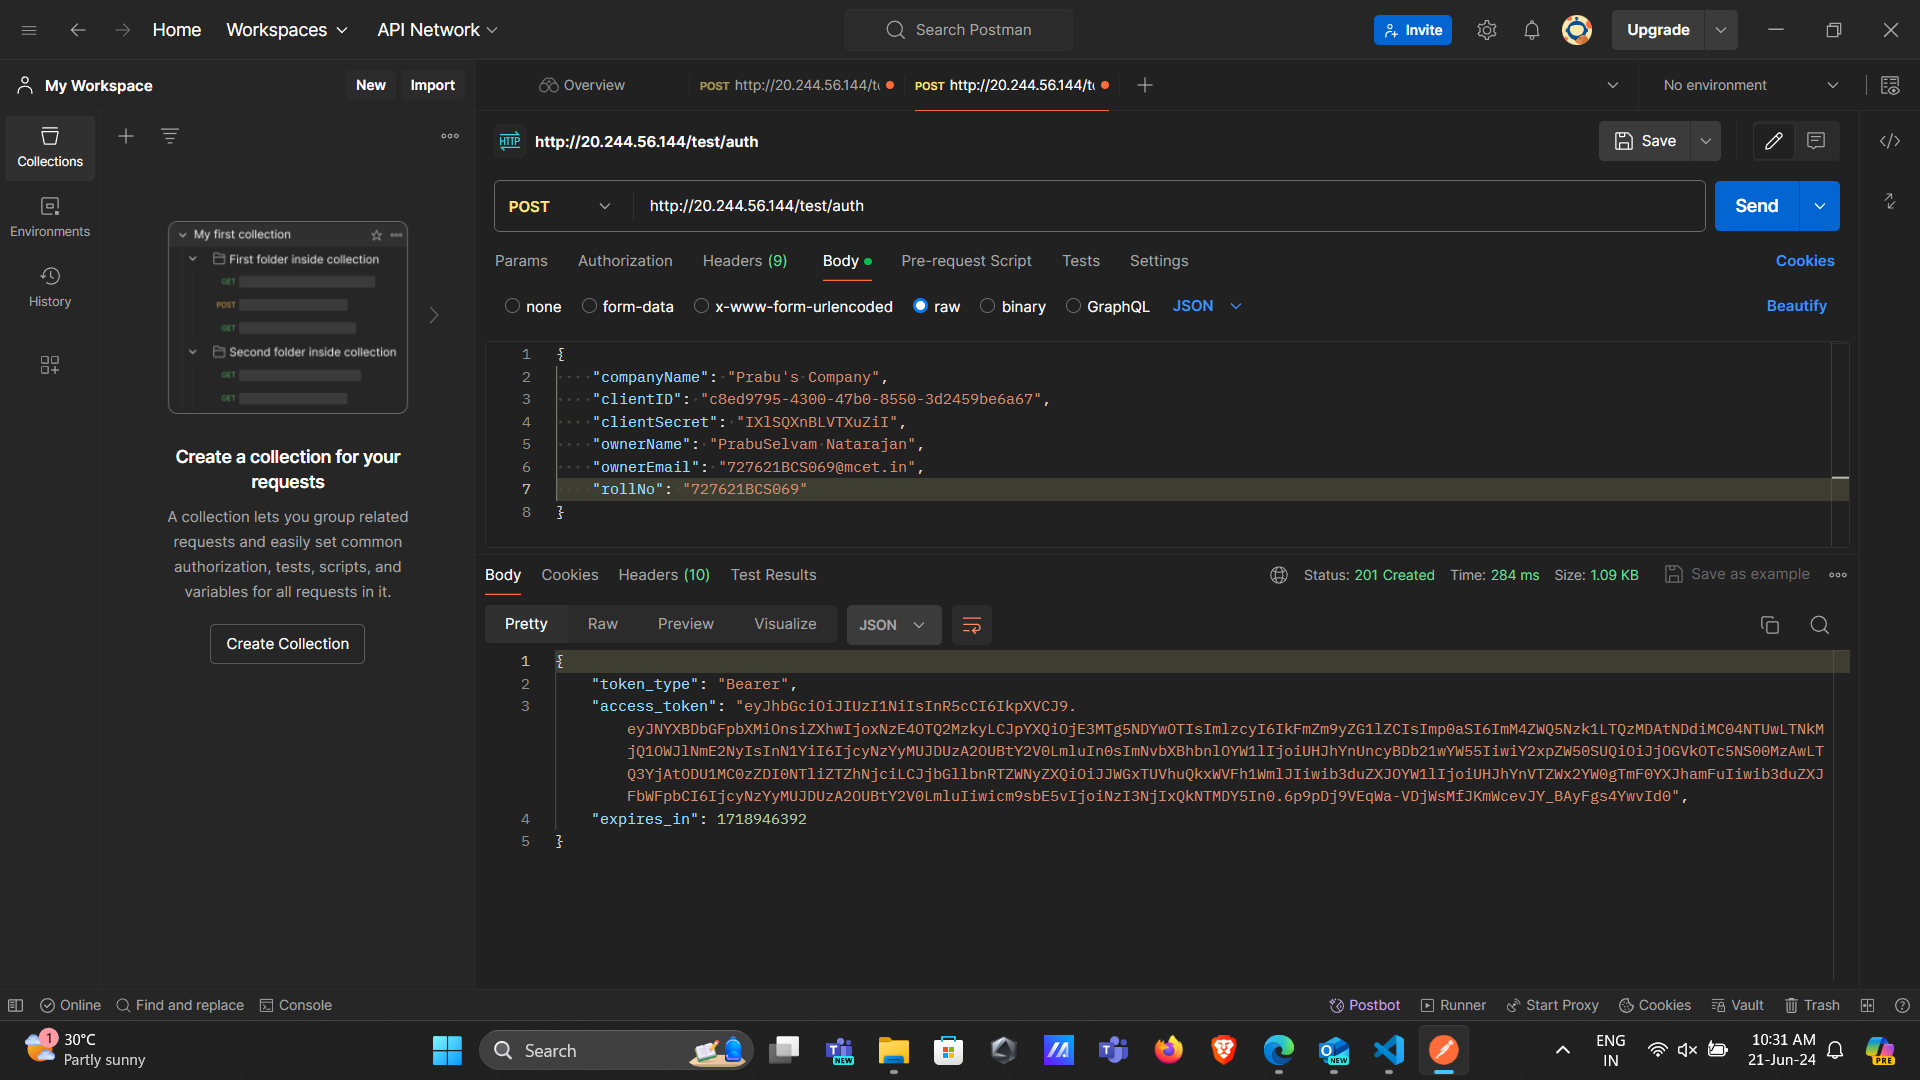 Home
Workspaces
API Network
Search Postman
Invite
Upgrade
My Workspace
New
Import
Overview
POST http://20.244.56.144/t
POST http://20.244.56.144/t
No environment
Collections
Environments
History
My first collection
First folder inside collection
GET
POST
GET
Second folder inside collection
GET
GET
Create a collection for your
requests
A collection lets you group related
requests and easily set common
authorization, tests, scripts, and
variables for all requests in it.
Create Collection
HTTP
http://20.244.56.144/test/auth
Save
POST
http://20.244.56.144/test/auth
Send
Params
Authorization
Headers (9)
Body
Pre-request Script
Tests
Settings
Cookies
none
form-data
x-www-form-urlencoded
raw
binary
GraphQL
JSON
Beautify
1 {
2 "companyName": "Prabu's Company",
3 "clientID": "c8ed9795-4300-47b0-8550-3d2459be6a67",
4 "clientSecret": "IXlSQXnBLVTXuZiI",
5 "ownerName": "PrabuSelvam Natarajan",
6 "ownerEmail": "727621BCS069@mcet.in",
7 "rollNo": "727621BCS069"
8 }
Body
Cookies
Headers (10)
Test Results
Status: 201 Created
Time: 284 ms
Size: 1.09 KB
Save as example
Pretty
Raw
Preview
Visualize
JSON
1 {
2 "token_type": "Bearer",
3 "access_token": "eyJhbGciOiJIUzI1NiIsInR5cCI6IkpXVCJ9.
eyJNYXBDbGFpbXMiOnsiZXhwIjoxNzE4OTQ2MzkyLCJpYXQiOjE3MTg5NDYwOTIsImlzcyI6IkFmZm9yZG1lZCIsImp0aSI6ImM4ZWQ5Nzk1LTQzMDAtNDdiMC04NTUwLTNkM
jQ1OWJlNmE2NyIsInN1YiI6IjcyNzYyMUJDUzA2OUBtY2V0LmluIn0sImNvbXBhbnlOYW1lIjoiUHJhYnUncyBDb21wYW55IiwiY2xpZW50SUQiOiJjOGVkOTc5NS00MzAwLT
Q3YjAtODU1MC0zZDI0NTliZTZhNjciLCJjbGllbnRTZWNyZXQiOiJJWGxTUVhuQkxWVFh1WmlJIiwib3duZXJOYW1lIjoiUHJhYnVTZWx2YW0gTmF0YXJhamFuIiwib3duZXJ
FbWFpbCI6IjcyNzYyMUJDUzA2OUBtY2V0LmluIiwicm9sbE5vIjoiNzI3NjIxQkNTMDY5In0.6p9pDj9VEqWa-VDjWsMfJKmWcevJY_BAyFgs4YwvId0",
4 "expires_in": 1718946392
5 }
Online
Find and replace
Console
Postbot
Runner
Start Proxy
Cookies
Vault
Trash
1
30°C
Partly sunny
Search
NEW
NEW
ENG
IN
10:31 AM
21-Jun-24
PRE